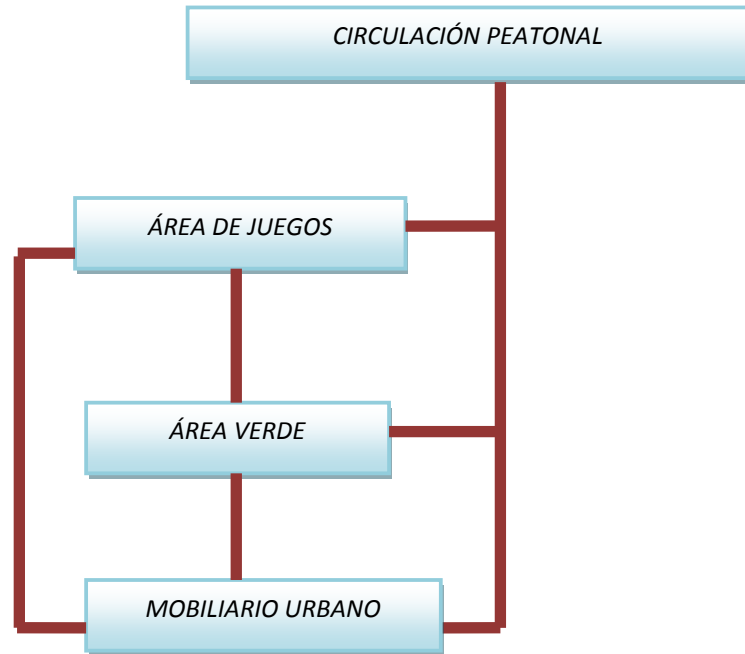 CIRCULACIÓN PEATONAL
ÁREA DE JUEGOS
ÁREA VERDE
MOBILIARIO URBANO